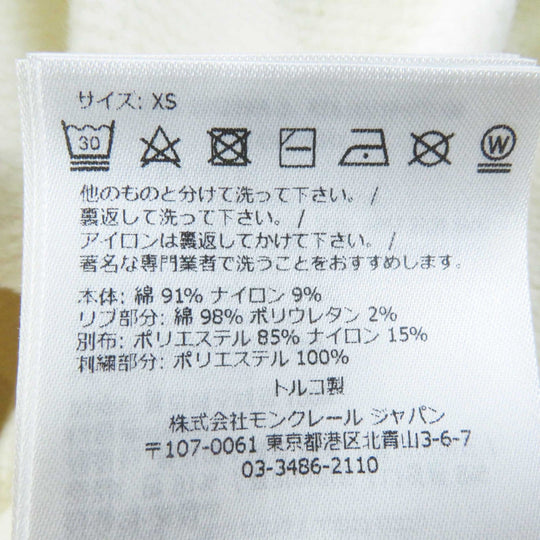 サイズ: XS
30
W
他のものと分けて洗って下さい。 /
裏返して洗って下さい。 /
アイロンは裏返してかけて下さい。 /
著名な専門業者で洗うことをおすすめします。
本体: 綿 91% ナイロン 9%
リブ部分: 綿 98% ポリウレタン 2%
別布: ポリエステル 85% ナイロン 15%
刺繍部分: ポリエステル 100%
トルコ製
株式会社モンクレール ジャパン
〒107-0061 東京都港区北青山3-6-7
03-3486-2110